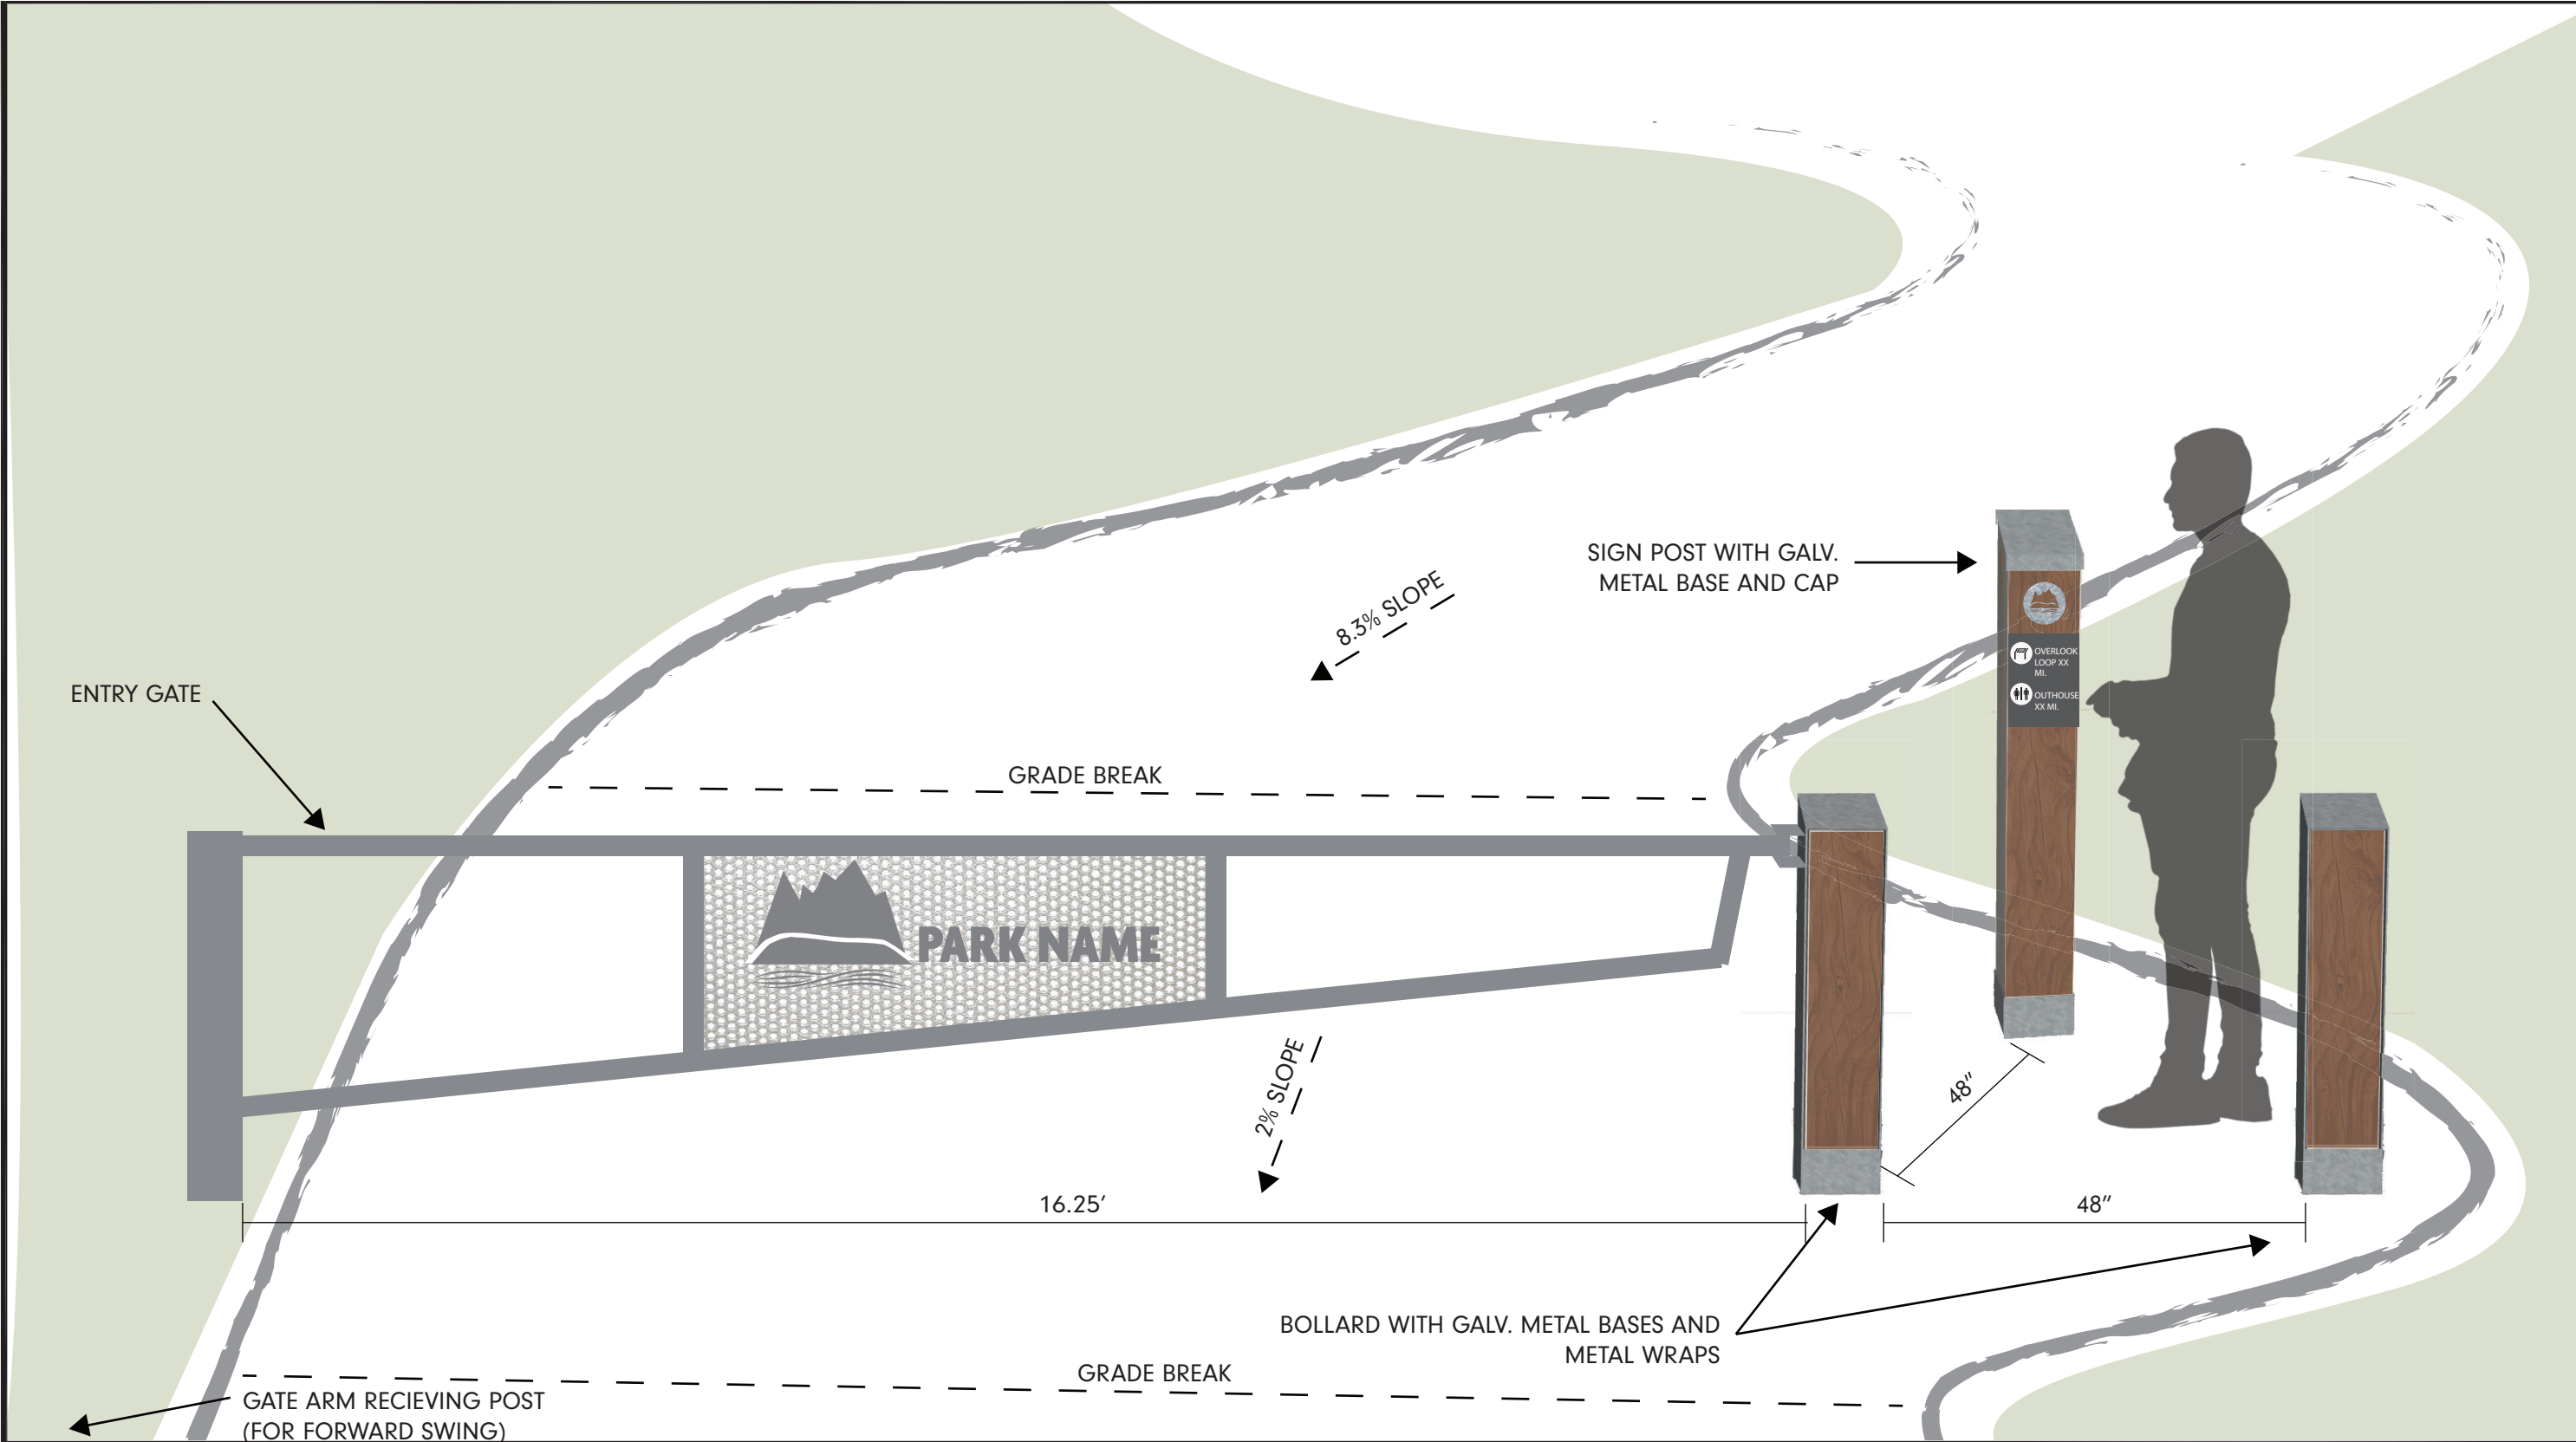 SIGN POST WITH GALV.
METAL BASE AND CAP
8.3% SLOPE
OVERLOOK
LOOP XX
MI.
OUTHOUSE
XX MI.
ENTRY GATE
GRADE BREAK
PARK NAME
2% SLOPE
48"
16.25'
48"
BOLLARD WITH GALV. METAL BASES AND
METAL WRAPS
GRADE BREAK
GATE ARM RECIEVING POST
(FOR FORWARD SWING)